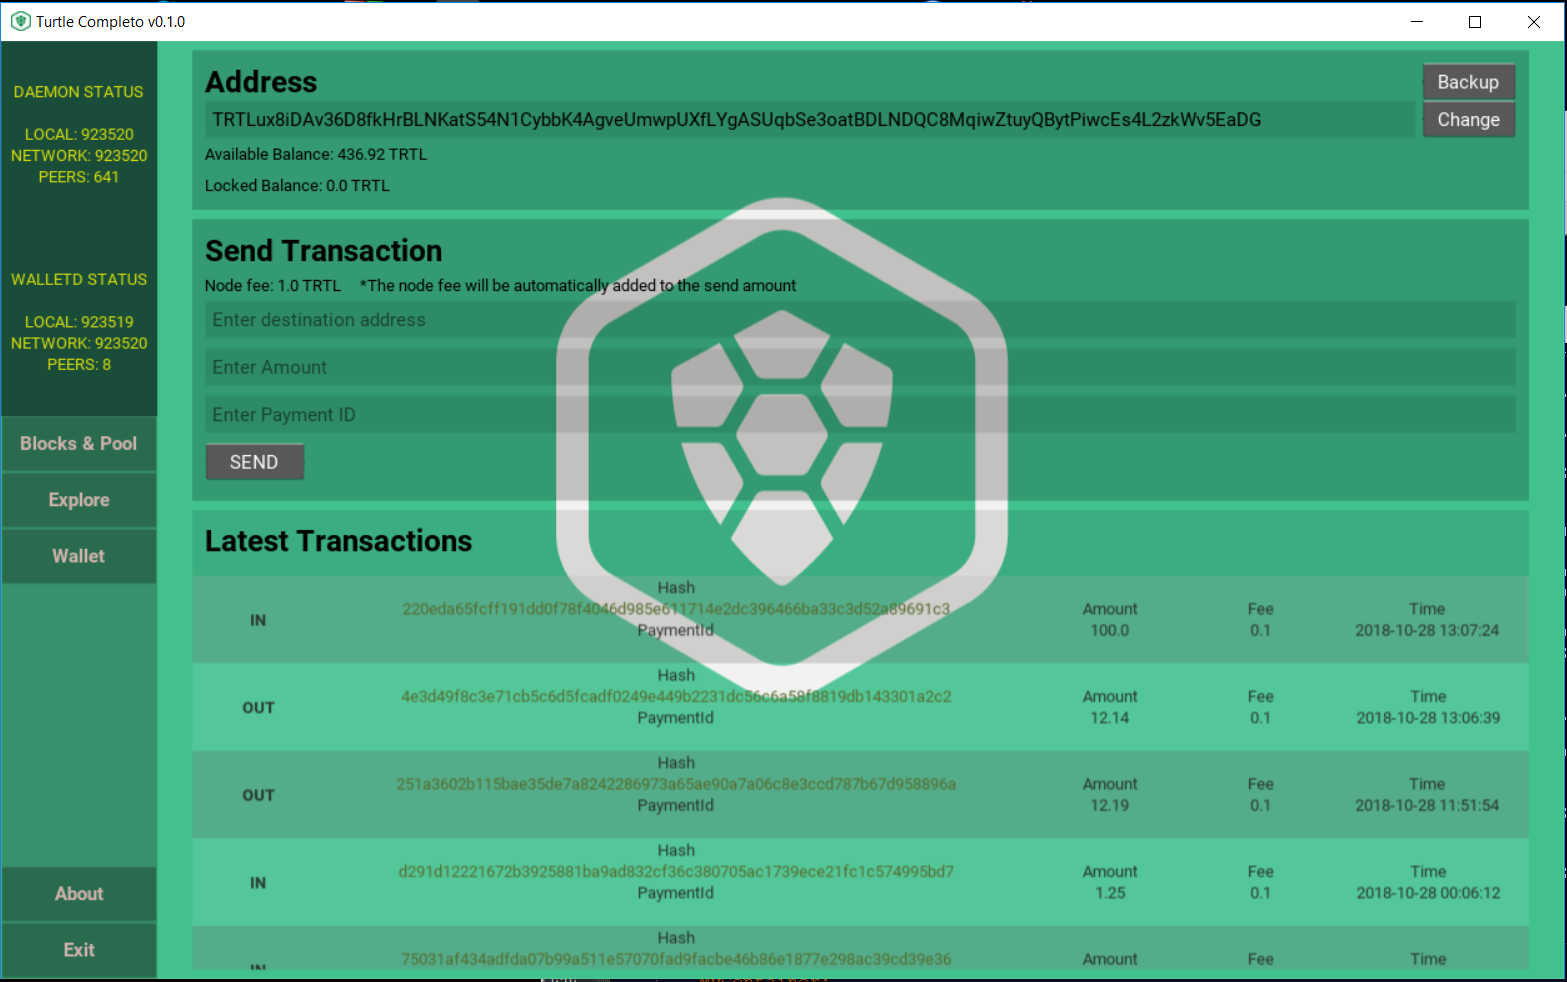 Turtle Completo v0.1.0
DAEMON STATUS
LOCAL: 923520
NETWORK: 923520
PEERS: 641
WALLETD STATUS
LOCAL: 923519
NETWORK: 923520
PEERS: 8
Blocks & Pool
Explore
Wallet
About
Exit
Address
Backup
TRTLux8iDAv36D8fkHrBLNKatS54N1CybbK4AgveUmwpUXfLYgASUqbSe3oatBDLNDQC8MqiwZtuyQBytPiwcEs4L2zkWv5EaDG
Change
Available Balance: 436.92 TRTL
Locked Balance: 0.0 TRTL
Send Transaction
Node fee: 1.0 TRTL *The node fee will be automatically added to the send amount
Enter destination address
Enter Amount
Enter Payment ID
SEND
Latest Transactions
Hash
IN 220eda65fcff191dd0f78f4046d985e611714e2dc396466ba33c3d52a89691c3 Amount Fee Time
PaymentId 100.0 0.1 2018-10-28 13:07:24
Hash
OUT 4e3d49f8c3e71cb5c6d5fcadf0249e449b2231dc56c6a58f8819db143301a2c2 Amount Fee Time
PaymentId 12.14 0.1 2018-10-28 13:06:39
Hash
OUT 251a3602b115bae35de7a8242286973a65ae90a7a06c8e3ccd787b67d958896a Amount Fee Time
PaymentId 12.19 0.1 2018-10-28 11:51:54
Hash
IN d291d12221672b3925881ba9ad832cf36c380705ac1739ece21fc1c574995bd7 Amount Fee Time
PaymentId 1.25 0.1 2018-10-28 00:06:12
Hash
IN 75031af434adfda07b99a511e57070fad9facbe46b86e1877e298ac39cd39e36 Amount Fee Time